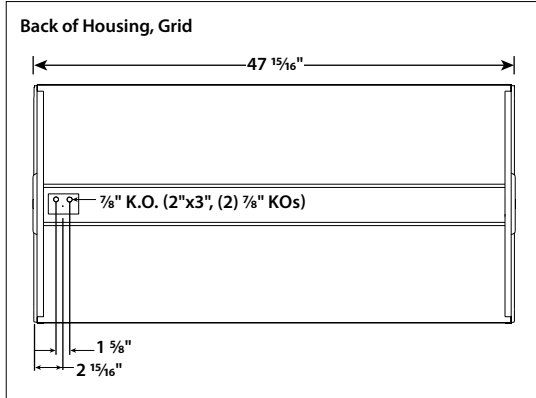 Back of Housing, Grid
47 15⁄16"
7⁄8" K.O. (2"x3", (2) 7⁄8" KOs)
1 5⁄8"
2 15⁄16"